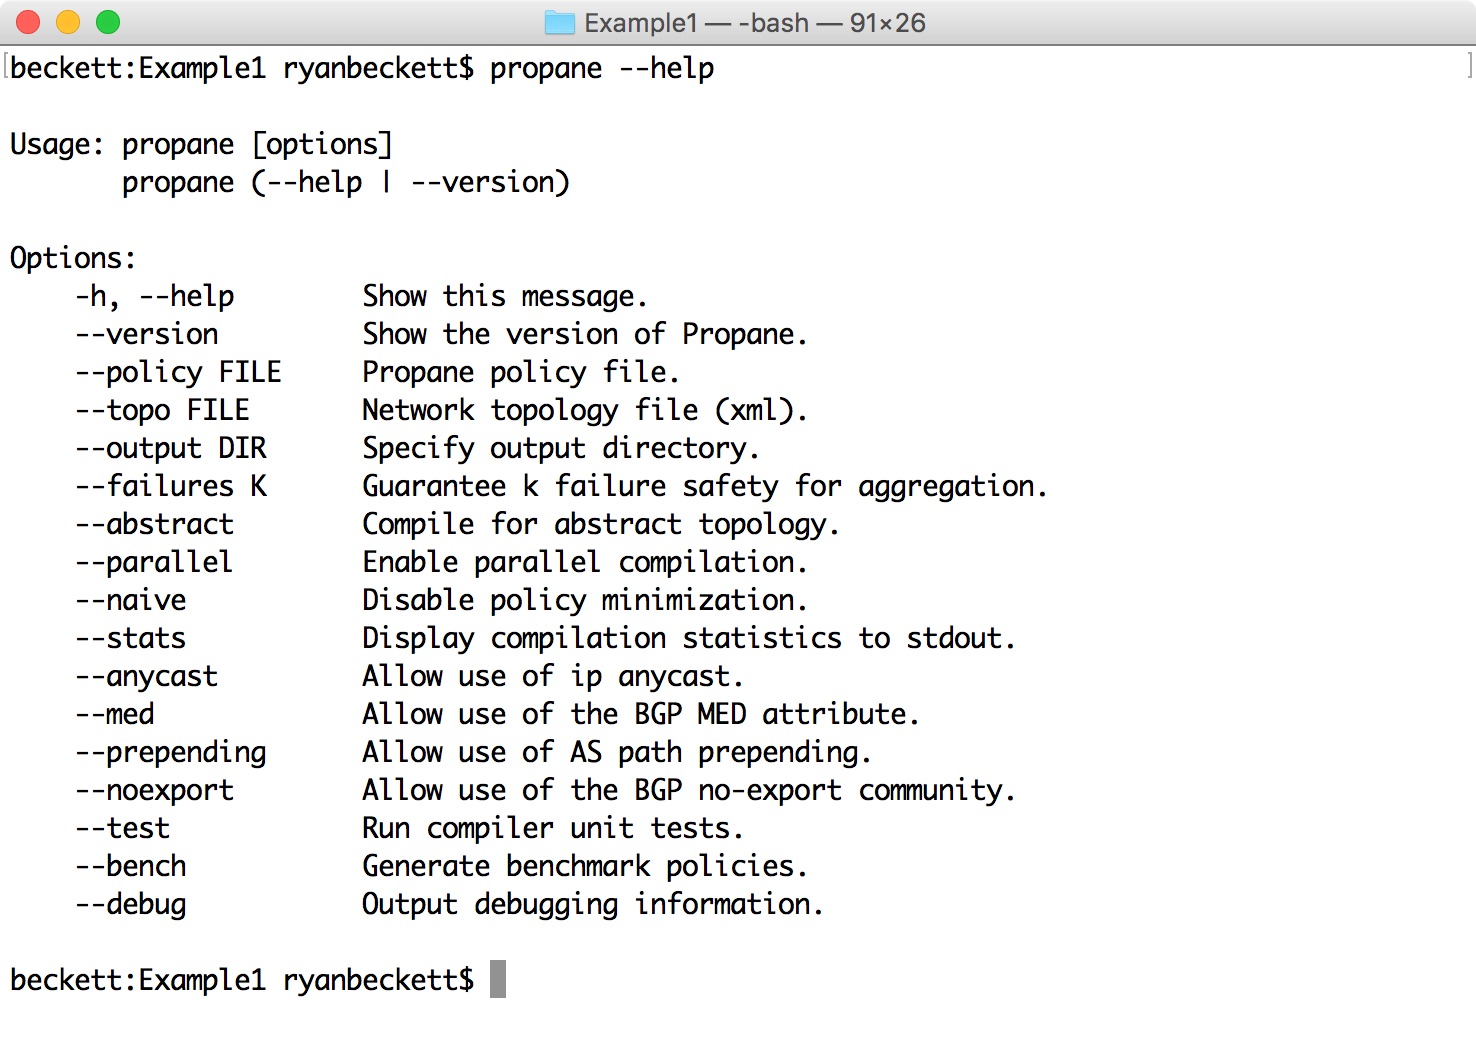 Example1 — -bash — 91×26
beckett:Example1 ryanbeckett$ propane --help
Usage: propane [options]
propane (--help | --version)
Options:
-h, --help Show this message.
--version Show the version of Propane.
--policy FILE Propane policy file.
--topo FILE Network topology file (xml).
--output DIR Specify output directory.
--failures K Guarantee k failure safety for aggregation.
--abstract Compile for abstract topology.
--parallel Enable parallel compilation.
--naive Disable policy minimization.
--stats Display compilation statistics to stdout.
--anycast Allow use of ip anycast.
--med Allow use of the BGP MED attribute.
--prepending Allow use of AS path prepending.
--noexport Allow use of the BGP no-export community.
--test Run compiler unit tests.
--bench Generate benchmark policies.
--debug Output debugging information.
beckett:Example1 ryanbeckett$